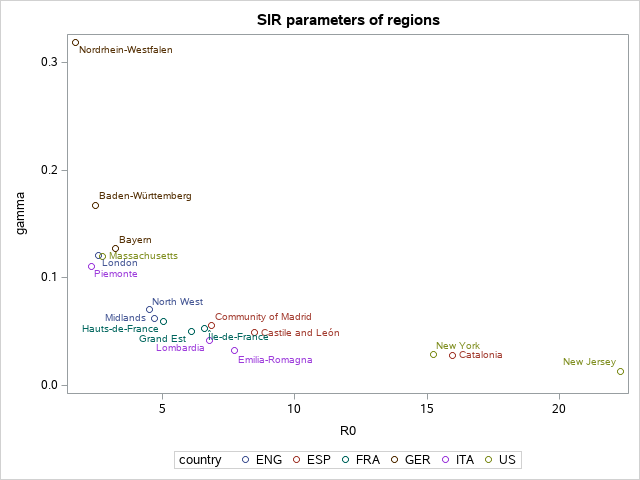 SIR parameters of regions
gamma
0.3
0.2
0.1
0.0
Nordrhein-Westfalen
Baden-Württemberg
Bayern
Massachusetts
London
Piemonte
North West
Midlands
Community of Madrid
Hauts-de-France
Castile and León
Île-de-France
Grand Est
Lombardia
New York
Emilia-Romagna
Catalonia
New Jersey
5 10 15 20
R0
country ENG ESP FRA GER ITA US